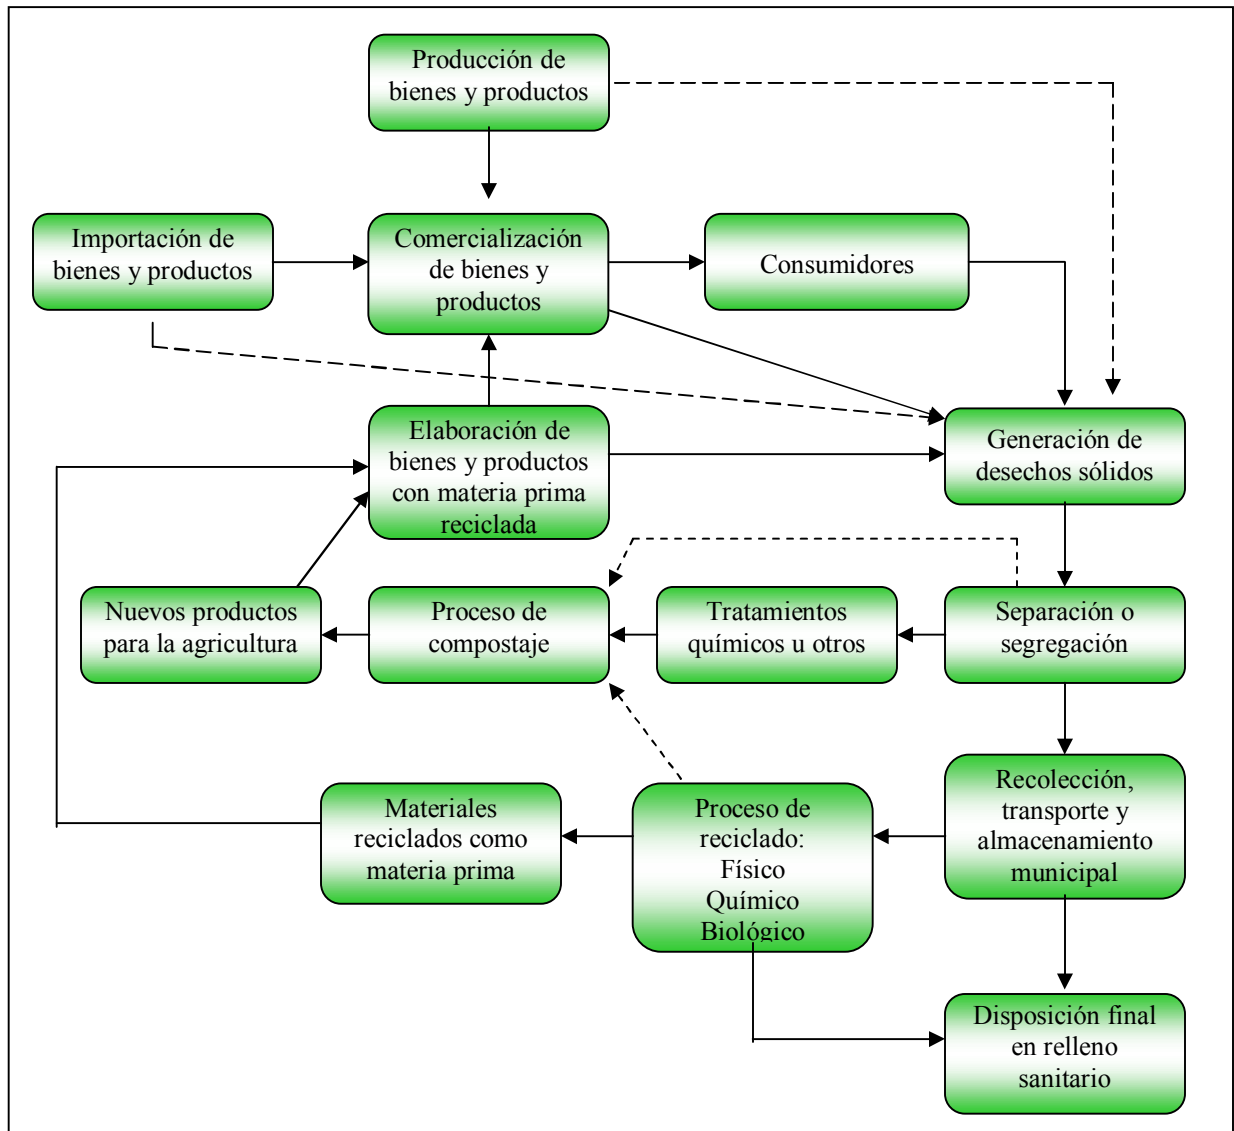 Producción de
bienes y productos
Importación de
bienes y productos
Comercialización
de bienes y
productos
Consumidores
Elaboración de
bienes y productos
con materia prima
reciclada
Generación de
desechos sólidos
Nuevos productos
para la agricultura
Proceso de
compostaje
Tratamientos
químicos u otros
Separación o
segregación
Materiales
reciclados como
materia prima
Proceso de
reciclado:
Físico
Químico
Biológico
Recolección,
transporte y
almacenamiento
municipal
Disposición final
en relleno
sanitario